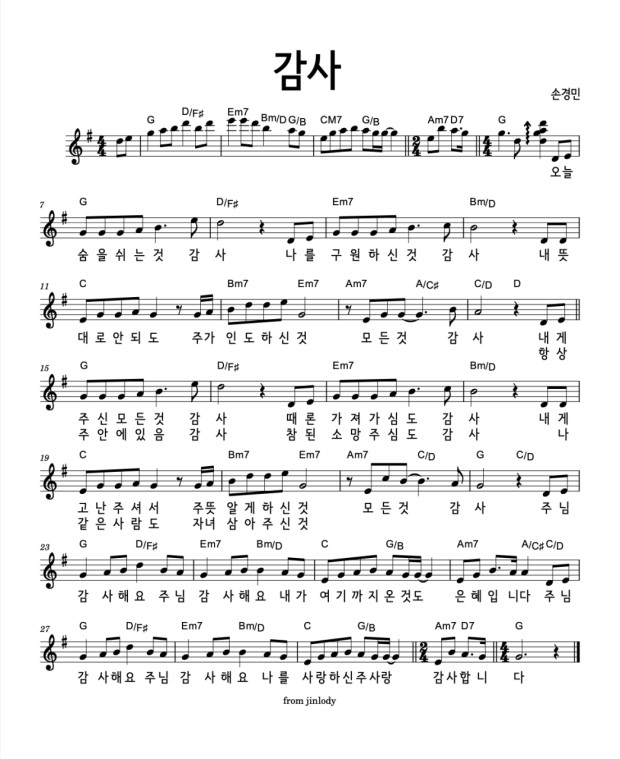 감사
손경민
G D/F♯ Em7 Bm/D G/B CM7 G/B Am7 D7 G
오늘
7 G D/F♯ Em7 Bm/D
숨을쉬는것 감 사 나를 구원하신것 감 사 내뜻
11 C Bm7 Em7 Am7 A/C♯ C/D D
대로안되도 주가 인도하신것 모든것 감 사 내게
항상
15 G D/F♯ Em7 Bm/D
주신모든것 감 사 때론 가져가심도 감 사 내게
주안에있음 감 사 참된 소망주심도 감 사 나
19 C Bm7 Em7 Am7 C/D G C/D
고난주셔서 주뜻 알게하신것 모든것 감 사 주님
같은사람도 자녀 삼아주신것
23 G D/F♯ Em7 Bm/D C G/B Am7 A/C♯ C/D
감 사해요 주님 감 사해요 내가 여기까지온것도 은혜입니다 주님
27 G D/F♯ Em7 Bm/D C G/B Am7 D7 G
감 사해요 주님 감 사해요 나를 사랑하신주사랑 감사합니 다
from jinlody